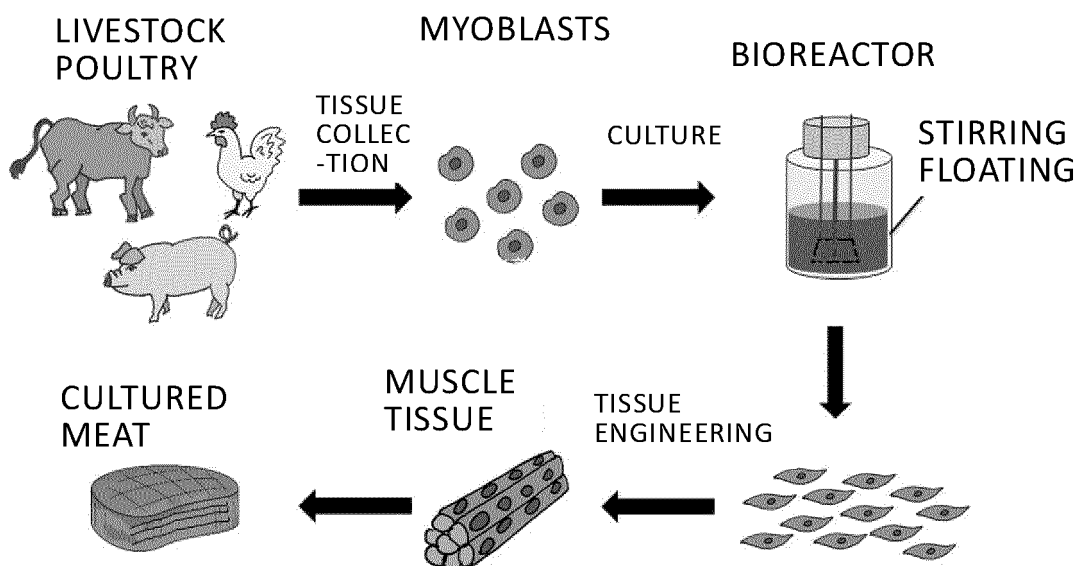 LIVESTOCK
POULTRY
TISSUE
COLLEC
-TION
MYOBLASTS
CULTURE
BIOREACTOR
STIRRING
FLOATING
TISSUE
ENGINEERING
MUSCLE
TISSUE
CULTURED
MEAT